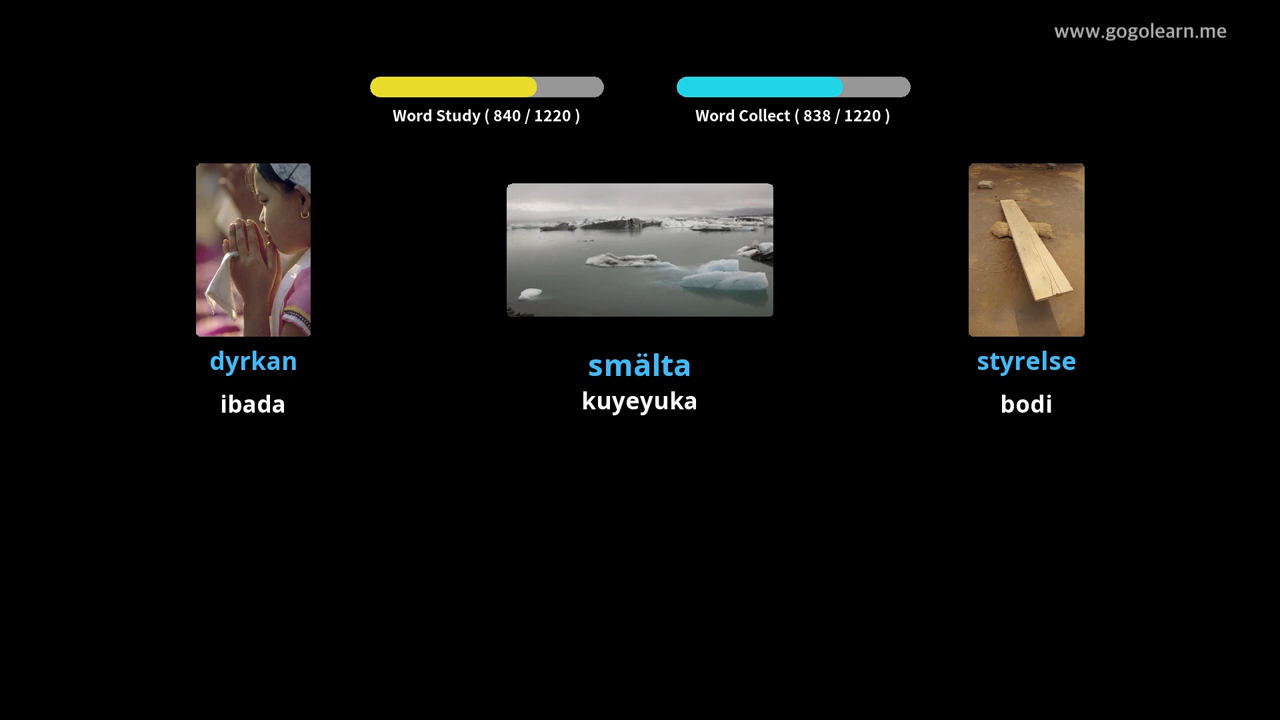 www.gogolearn.me
Word Study ( 840 / 1220 )
Word Collect ( 838 / 1220 )
dyrkan
ibada
smälta
kuyeyuka
styrelse
bodi